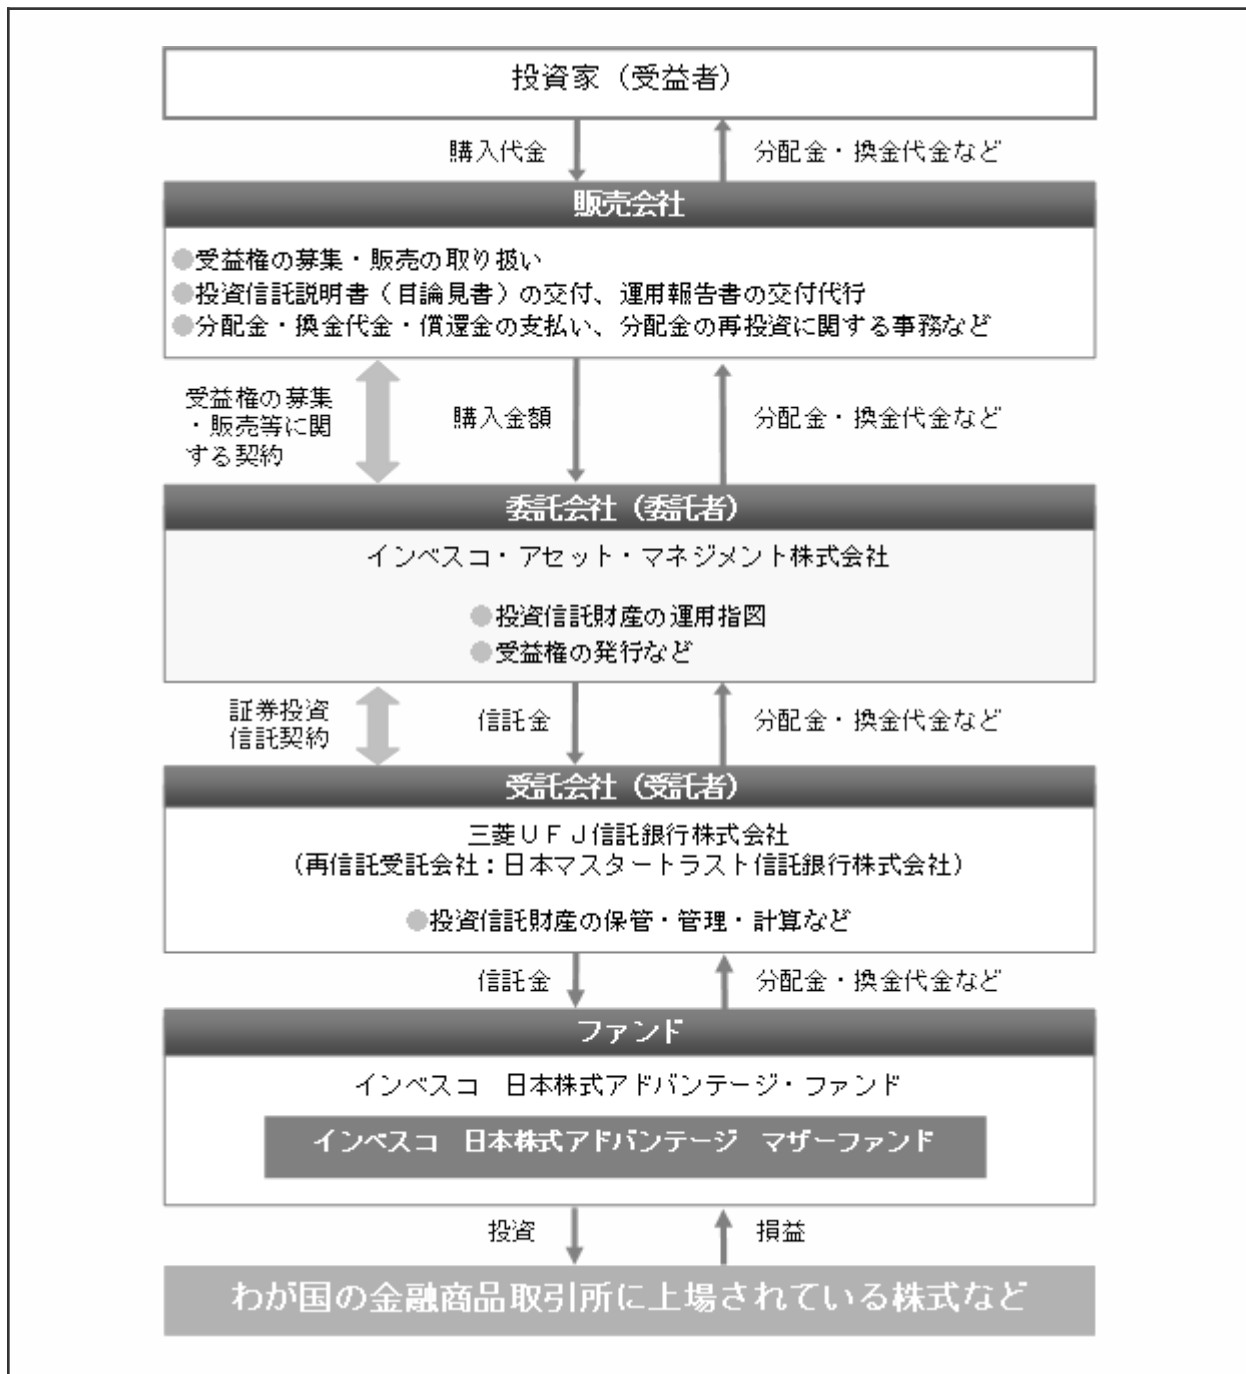 投資家（受益者）
購入代金
分配金・換金代金など
販売会社
●受益権の募集・販売の取り扱い
●投資信託説明書（目論見書）の交付、運用報告書の交付代行
●分配金・換金代金・償還金の支払い、分配金の再投資に関する事務など
受益権の募集
・販売等に関
する契約
購入金額
分配金・換金代金など
委託会社（委託者）
インベスコ・アセット・マネジメント株式会社
●投資信託財産の運用指図
●受益権の発行など
証券投資
信託契約
信託金
分配金・換金代金など
受託会社（受託者）
三菱ＵＦＪ信託銀行株式会社
（再信託受託会社：日本マスタートラスト信託銀行株式会社）
●投資信託財産の保管・管理・計算など
信託金
分配金・換金代金など
ファンド
インベスコ　日本株式アドバンテージ・ファンド
インベスコ　日本株式アドバンテージ　マザーファンド
投資
損益
わが国の金融商品取引所に上場されている株式など